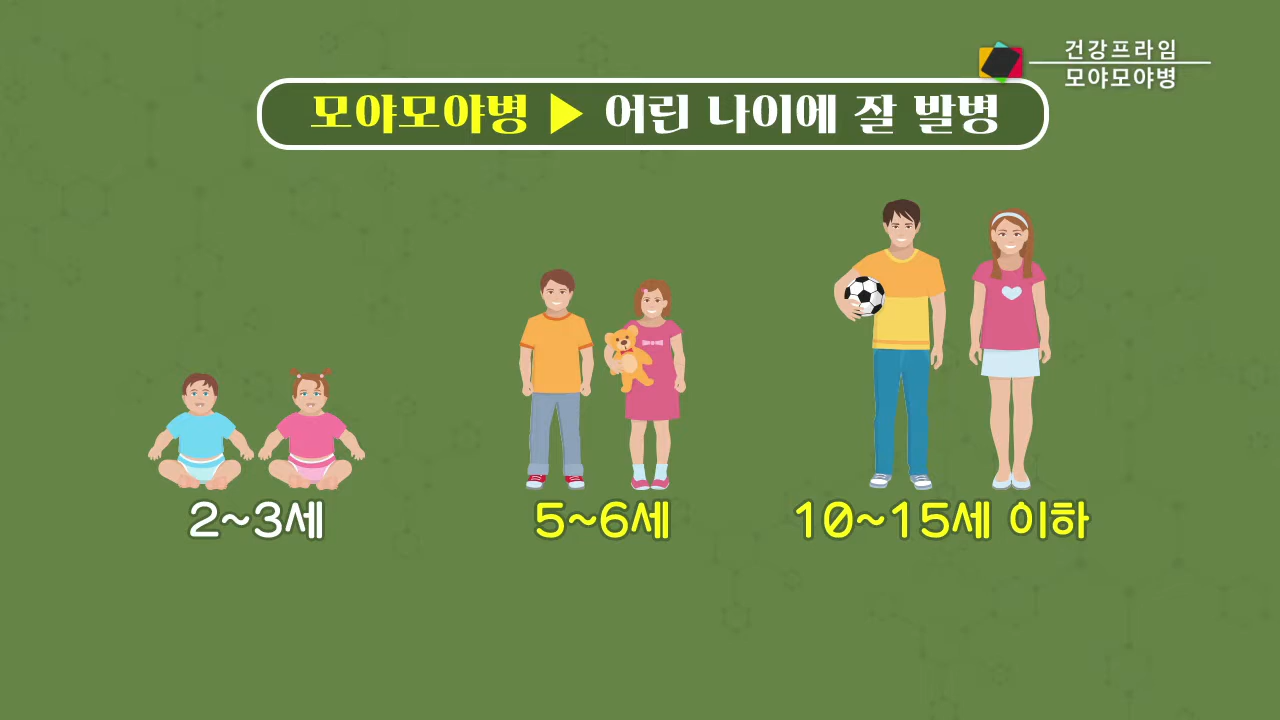 건강프라임
모야모야병
모야모야병 ▶ 어린 나이에 잘 발병
2~3세
5~6세
10~15세 이하